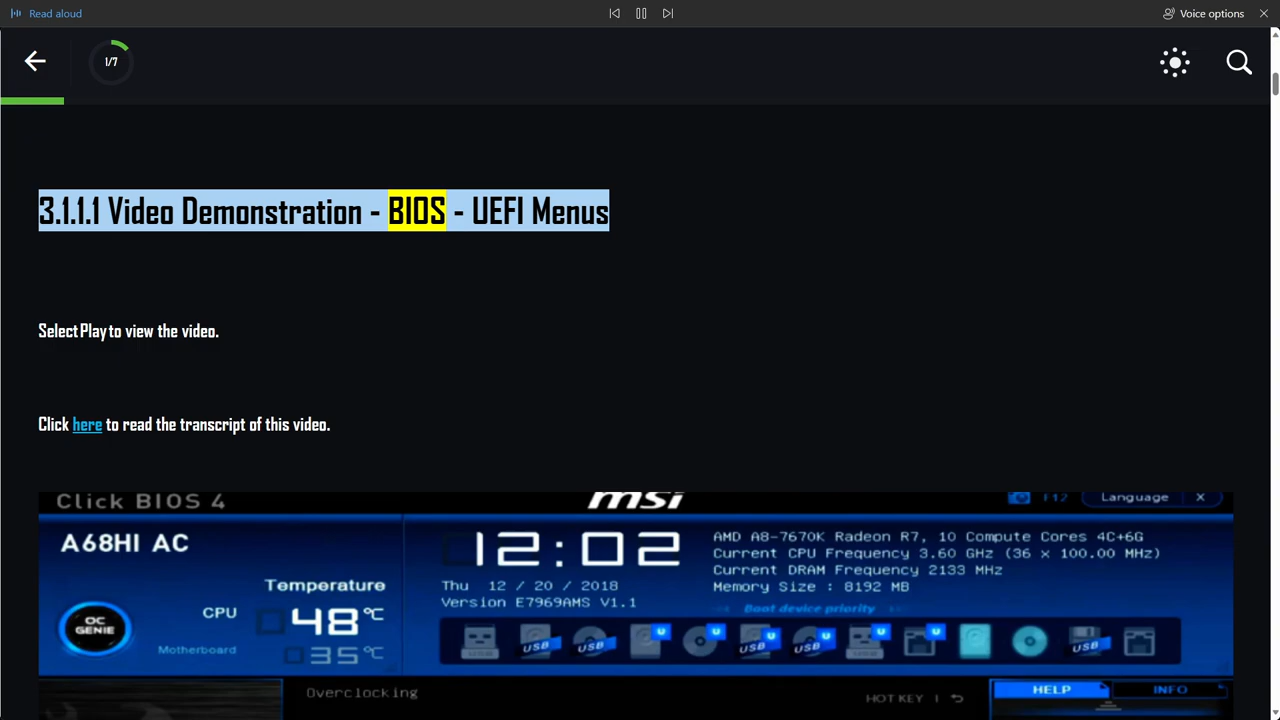 Read aloud
Voice options
1/7
3.1.1.1 Video Demonstration - BIOS - UEFI Menus
Select Play to view the video.
Click here to read the transcript of this video.
Click BIOS 4
msi
F12
Language X
A68HI AC
12:02
AMD A8-7670K Radeon R7, 10 Compute Cores 4C+6G
Current CPU Frequency 3.60 GHz (36 x 100.00 MHz)
Current DRAM Frequency 2133 MHz
Memory Size : 8192 MB
Temperature
Thu 12 / 20 / 2018
Version E7969AMS V1.1
Boot device priority
OC
GENIE
CPU 48°C
Motherboard 35°C
USB USB U U U USB U USB U U USB
Overclocking
HOT KEY
HELP
INFO